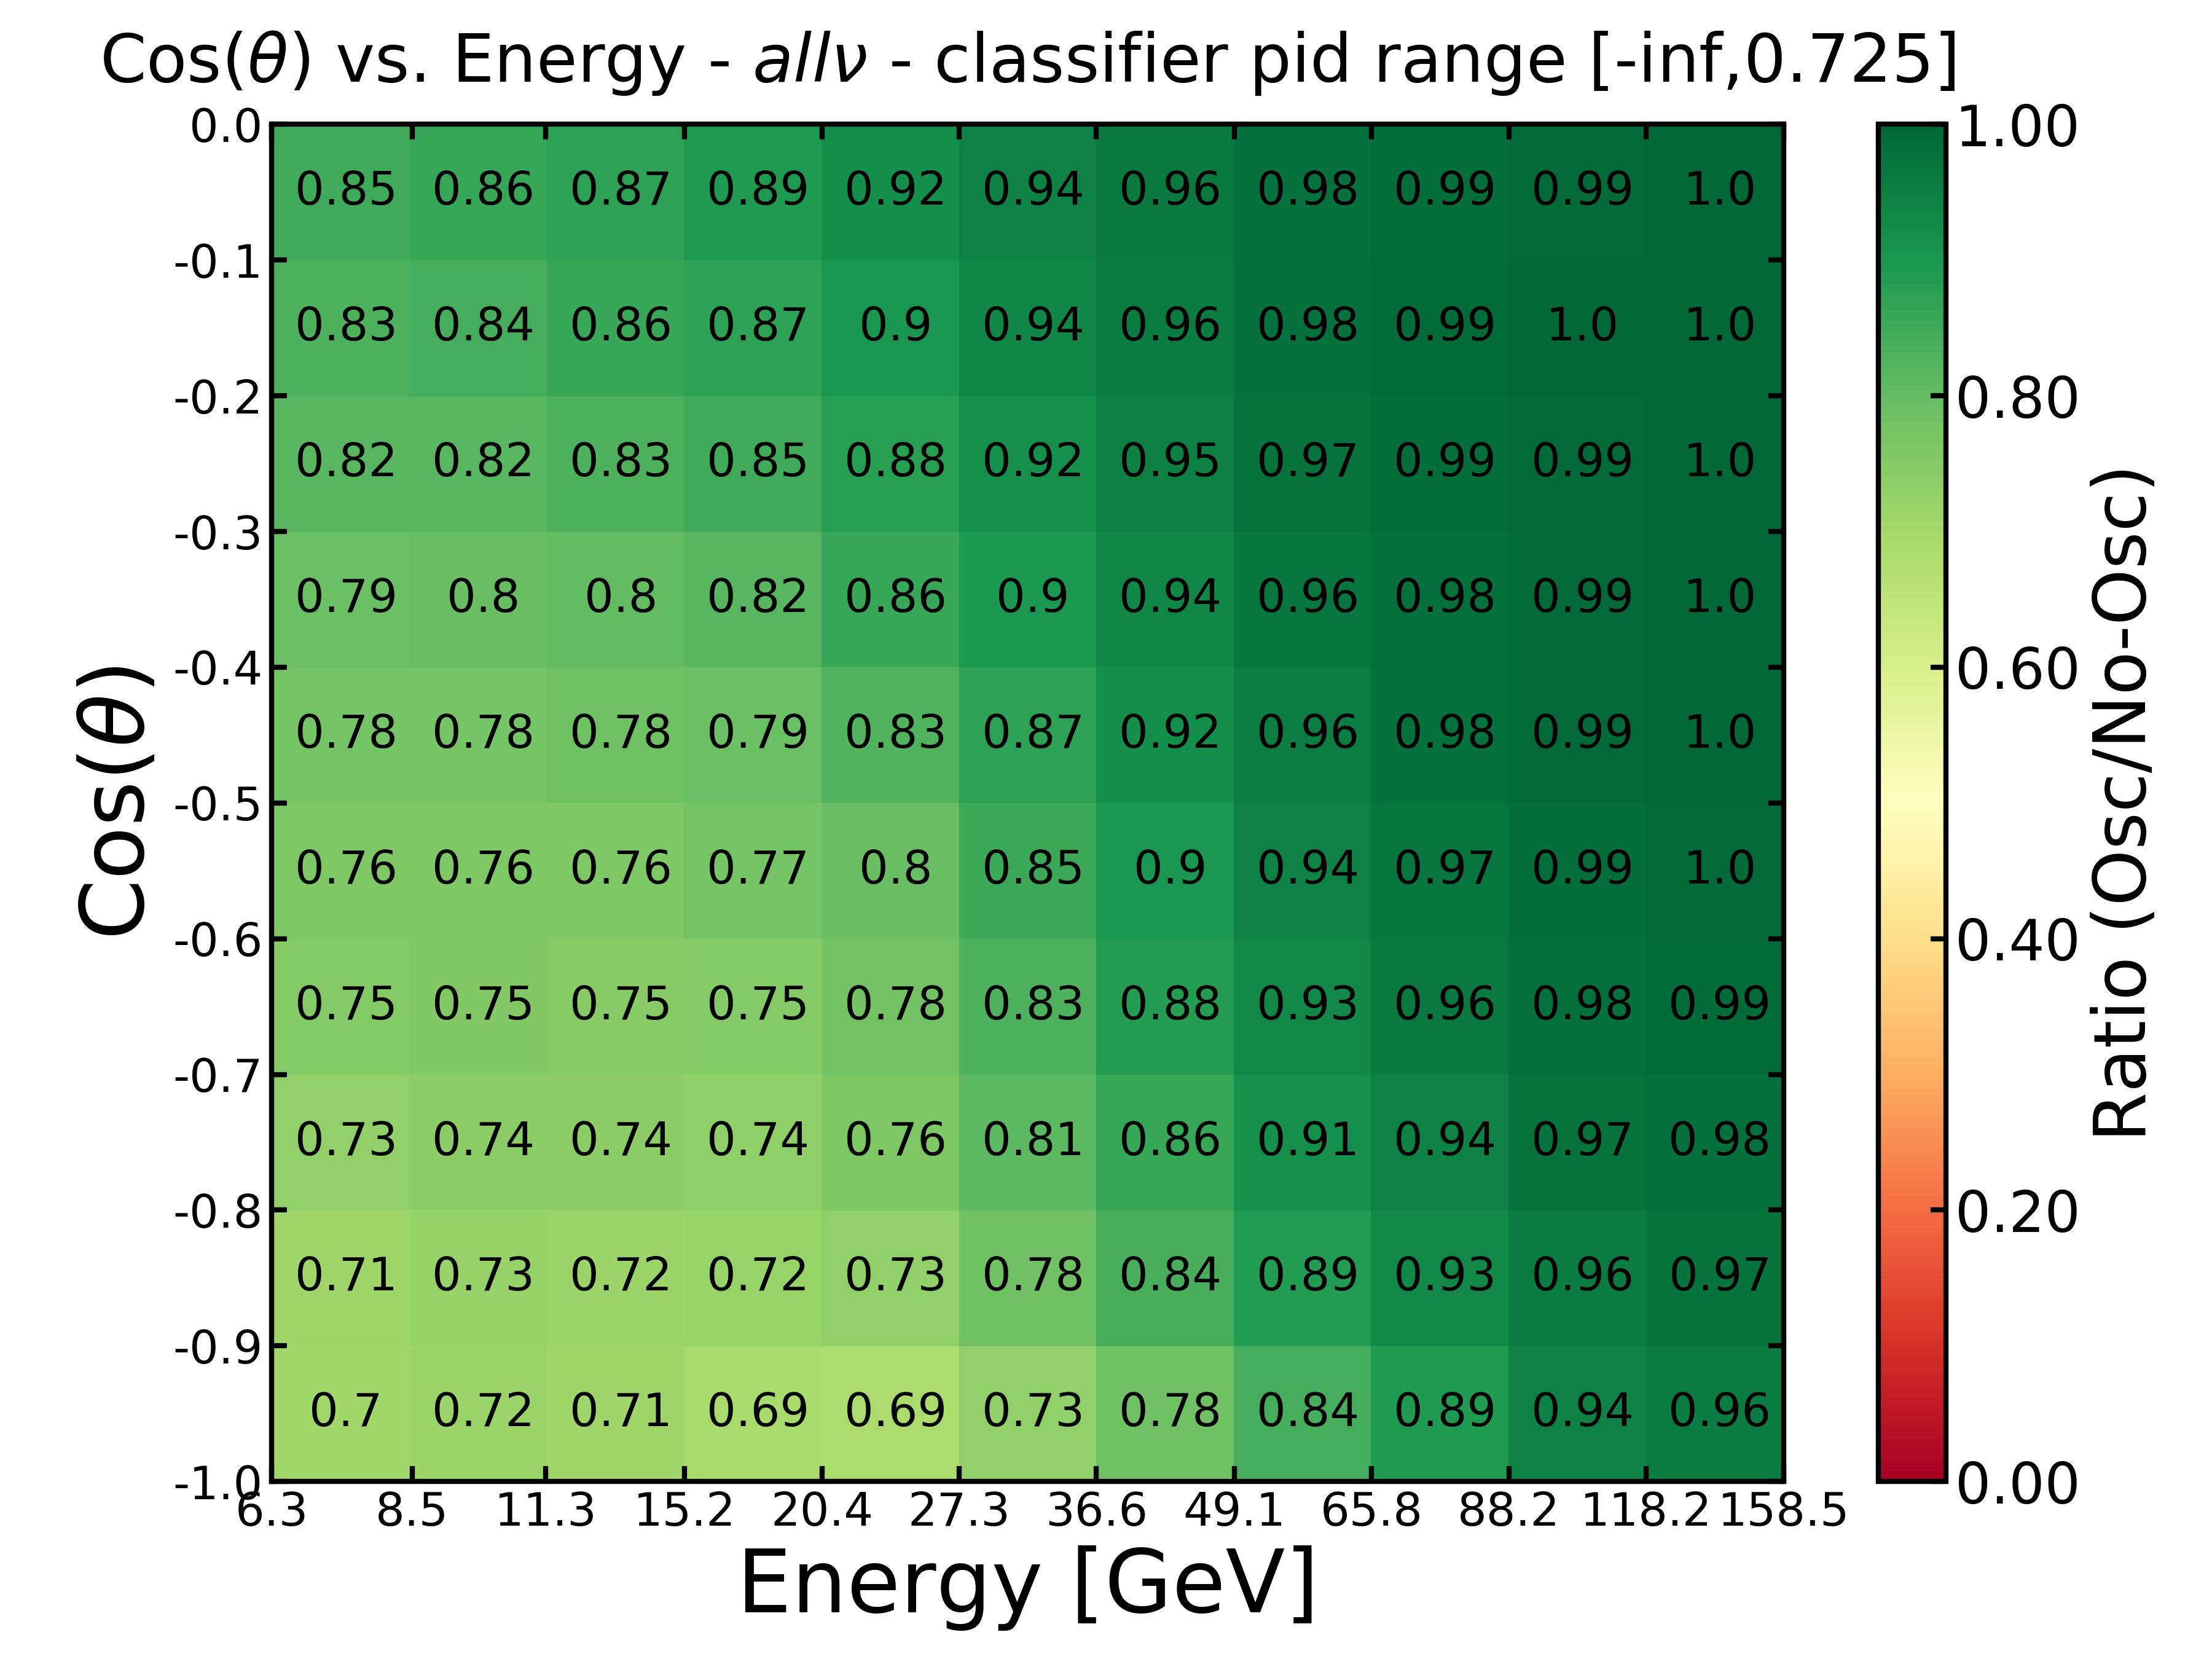 Cos(θ) vs. Energy - allν - classifier pid range [-inf,0.725]
0.0
-0.1
-0.2
-0.3
-0.4
-0.5
-0.6
-0.7
-0.8
-0.9
-1.0
Cos(θ)
0.85 0.86 0.87 0.89 0.92 0.94 0.96 0.98 0.99 0.99 1.0
0.83 0.84 0.86 0.87 0.9 0.94 0.96 0.98 0.99 1.0 1.0
0.82 0.82 0.83 0.85 0.88 0.92 0.95 0.97 0.99 0.99 1.0
0.79 0.8 0.8 0.82 0.86 0.9 0.94 0.96 0.98 0.99 1.0
0.78 0.78 0.78 0.79 0.83 0.87 0.92 0.96 0.98 0.99 1.0
0.76 0.76 0.76 0.77 0.8 0.85 0.9 0.94 0.97 0.99 1.0
0.75 0.75 0.75 0.75 0.78 0.83 0.88 0.93 0.96 0.98 0.99
0.73 0.74 0.74 0.74 0.76 0.81 0.86 0.91 0.94 0.97 0.98
0.71 0.73 0.72 0.72 0.73 0.78 0.84 0.89 0.93 0.96 0.97
0.7 0.72 0.71 0.69 0.69 0.73 0.78 0.84 0.89 0.94 0.96
6.3 8.5 11.3 15.2 20.4 27.3 36.6 49.1 65.8 88.2 118.2 158.5
Energy [GeV]
1.00
0.80
0.60
0.40
0.20
0.00
Ratio (Osc/No-Osc)